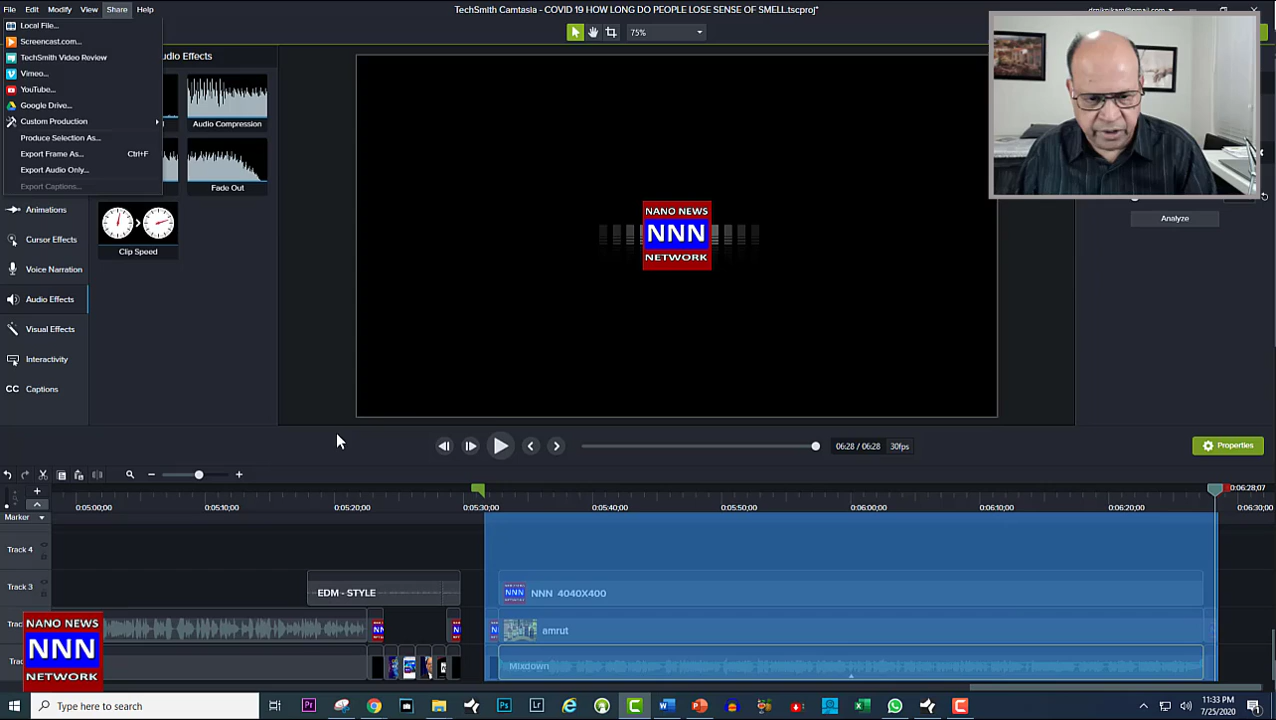 File Edit Modify View Share Help
TechSmith Camtasia - COVID 19 HOW LONG DO PEOPLE LOSE SENSE OF SMELL.tscproj*
Local File...
Screencast.com...
TechSmith Video Review
Vimeo...
YouTube...
Google Drive...
Custom Production
Produce Selection As...
Export Frame As... Ctrl+F
Export Audio Only...
Export Captions...
75%
Audio Compression
Fade Out
Clip Speed
Animations
Cursor Effects
Voice Narration
Audio Effects
Visual Effects
Interactivity
CC Captions
NANO NEWS
NNN
NETWORK
Analyze
06:28 / 06:28 30fps
Properties
0:06:28;07
0:05:00;00 0:05:10;00 0:05:20;00 0:05:30;00 0:05:40;00 0:05:50;00 0:06:00;00 0:06:10;00 0:06:20;00 0:06:30;00
Marker
Track 4
Track 3
EDM - STYLE
NNN 4040X400
amrut
Mixdown
NANO NEWS
NNN
NETWORK
Type here to search
11:33 PM
7/25/2020